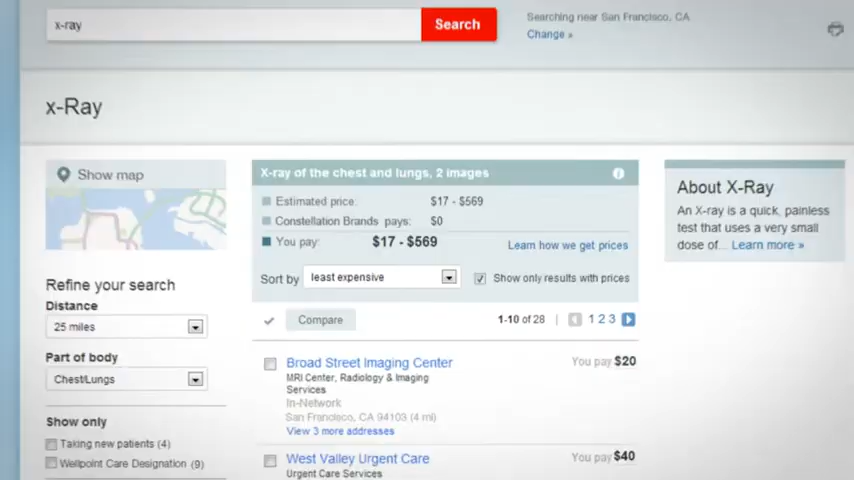 x-ray
Search
Searching near San Francisco, CA
Change »
x-Ray
Show map
Refine your search
Distance
25 miles
Part of body
Chest/Lungs
Show only
Taking new patients (4)
Wellpoint Care Designation (9)
X-ray of the chest and lungs, 2 images
Estimated price: $17 - $569
Constellation Brands pays: $0
You pay: $17 - $569
Learn how we get prices
Sort by least expensive
Show only results with prices
Compare
1-10 of 28 | 1 2 3
Broad Street Imaging Center
You pay $20
MRI Center, Radiology & Imaging
Services
In-Network
San Francisco, CA 94103 (4 mi)
View 3 more addresses
West Valley Urgent Care
You pay $40
Urgent Care Services
About X-Ray
An X-ray is a quick, painless
test that uses a very small
dose of... Learn more »